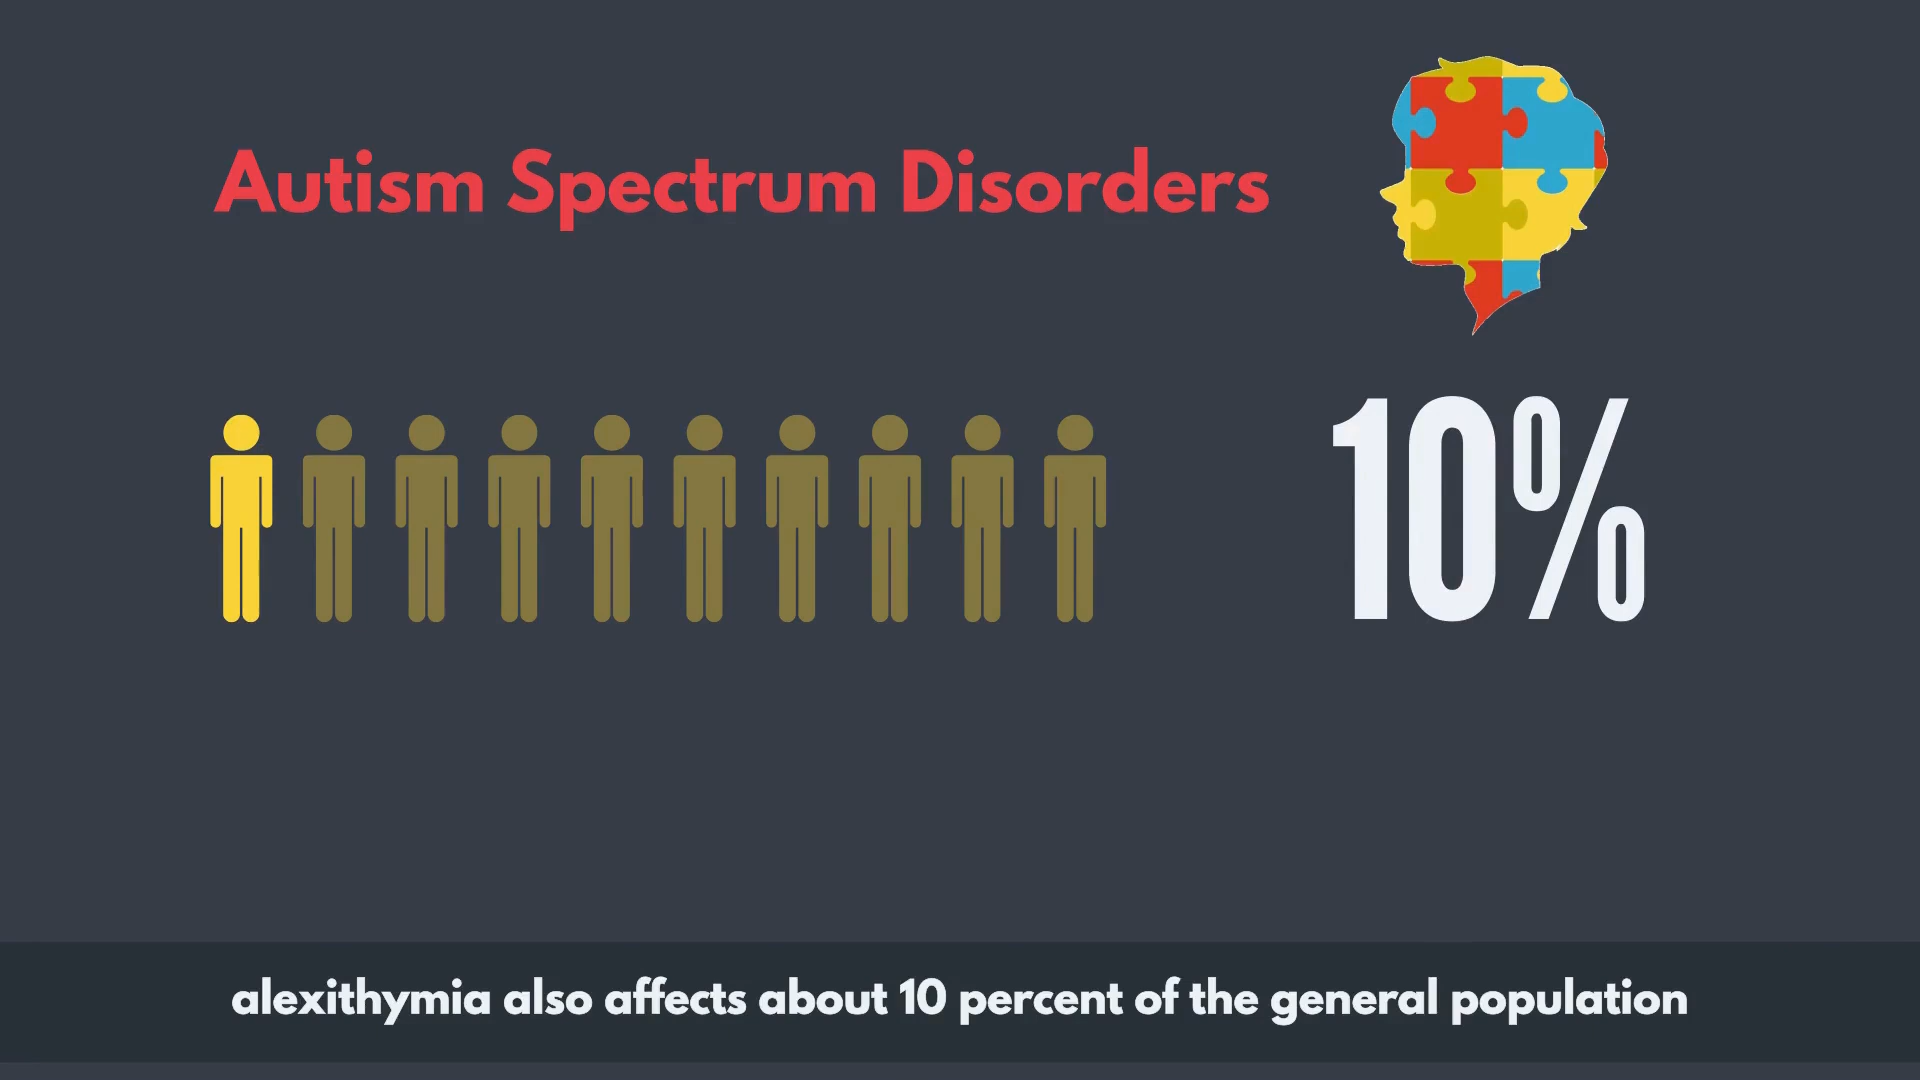 Autism Spectrum Disorders
10%
alexithymia also affects about 10 percent of the general population